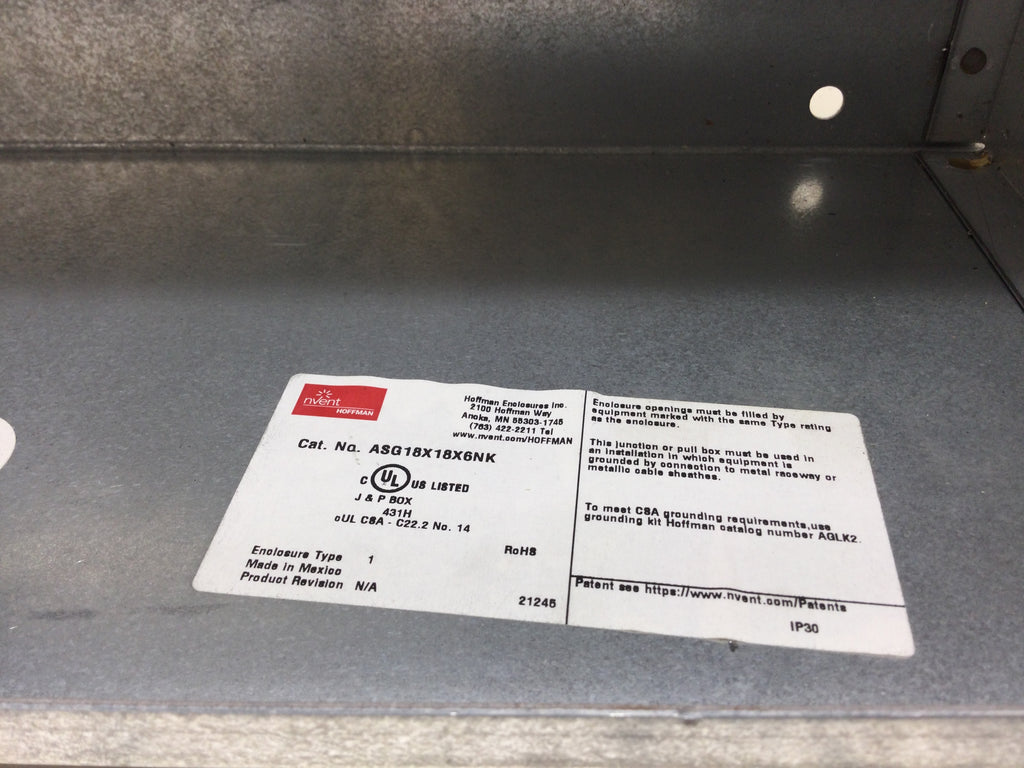 nvent
HOFFMAN
Hoffman Enclosures Inc.
2100 Hoffman Way
Anoka, MN 55303-1745
(763) 422-2211 Tel
www.nvent.com/HOFFMAN
Cat. No. ASG18X18X6NK
C UL US LISTED
J & P BOX
431H
cUL CSA - C22.2 No. 14
Enclosure Type 1
Made in Mexico
Product Revision N/A
RoHS
21245
Enclosure openings must be filled by
equipment marked with the same Type rating
as the enclosure.
This junction or pull box must be used in
an installation in which equipment is
grounded by connection to metal raceway or
metallic cable sheathes.
To meet CSA grounding requirements,use
grounding kit Hoffman catalog number AGLK2.
Patent see https://www.nvent.com/Patents
IP30